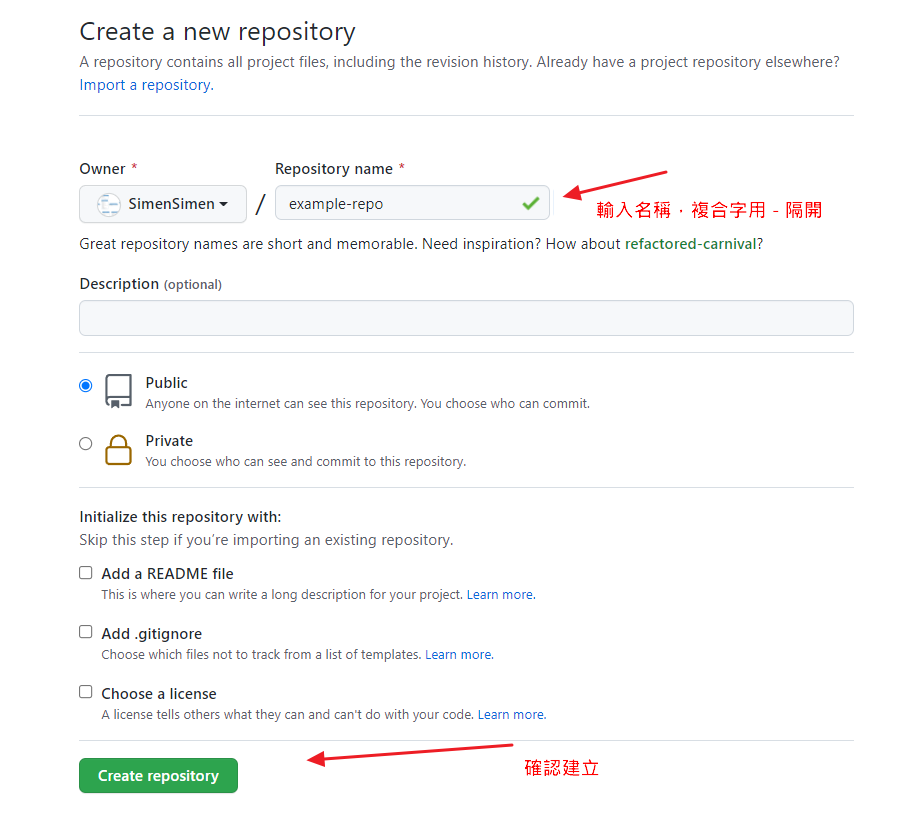 Create a new repository
A repository contains all project files, including the revision history. Already have a project repository elsewhere?
Import a repository.
Owner *
Repository name *
SimenSimen
/
example-repo
輸入名稱，複合字用 - 隔開
Great repository names are short and memorable. Need inspiration? How about refactored-carnival?
Description (optional)
Public
Anyone on the internet can see this repository. You choose who can commit.
Private
You choose who can see and commit to this repository.
Initialize this repository with:
Skip this step if you’re importing an existing repository.
Add a README file
This is where you can write a long description for your project. Learn more.
Add .gitignore
Choose which files not to track from a list of templates. Learn more.
Choose a license
A license tells others what they can and can't do with your code. Learn more.
Create repository
確認建立